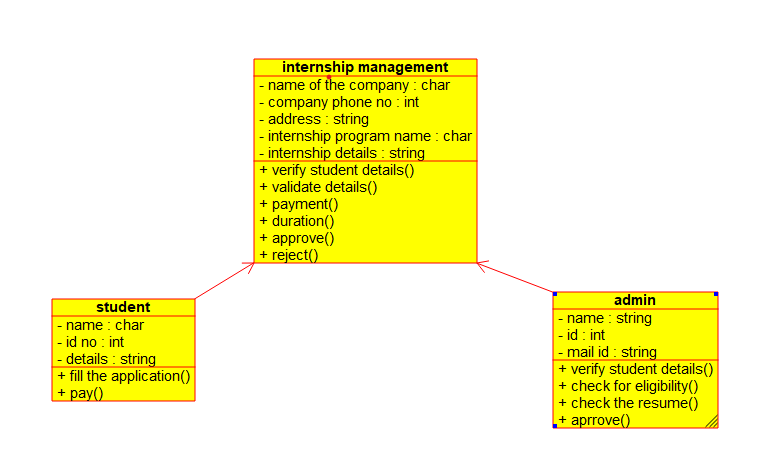 internship management
- name of the company : char
- company phone no : int
- address : string
- internship program name : char
- internship details : string
+ verify student details()
+ validate details()
+ payment()
+ duration()
+ approve()
+ reject()
student
- name : char
- id no : int
- details : string
+ fill the application()
+ pay()
admin
- name : string
- id : int
- mail id : string
+ verify student details()
+ check for eligibility()
+ check the resume()
+ aprrove()